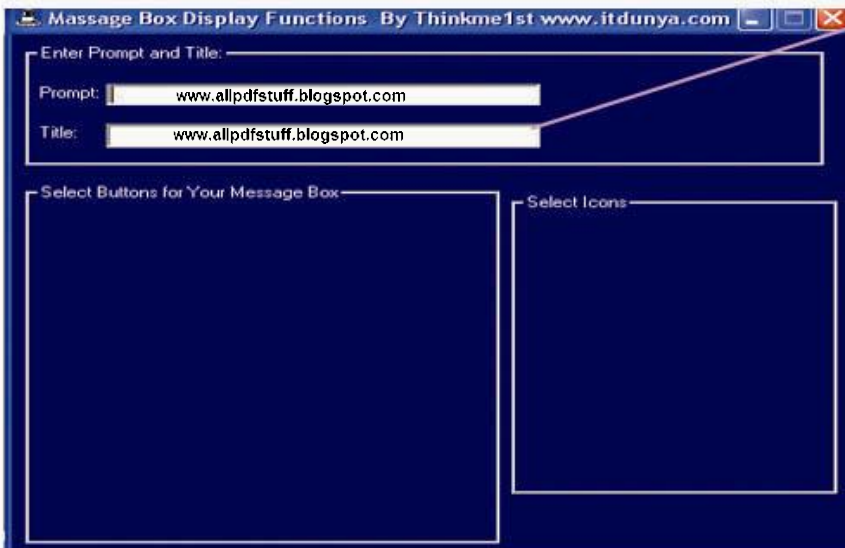 Massage Box Display Functions By Thinkme1st www.itdunya.com
Enter Prompt and Title:
Prompt: www.allpdfstuff.blogspot.com
Title: www.allpdfstuff.blogspot.com
Select Buttons for Your Message Box
Select Icons